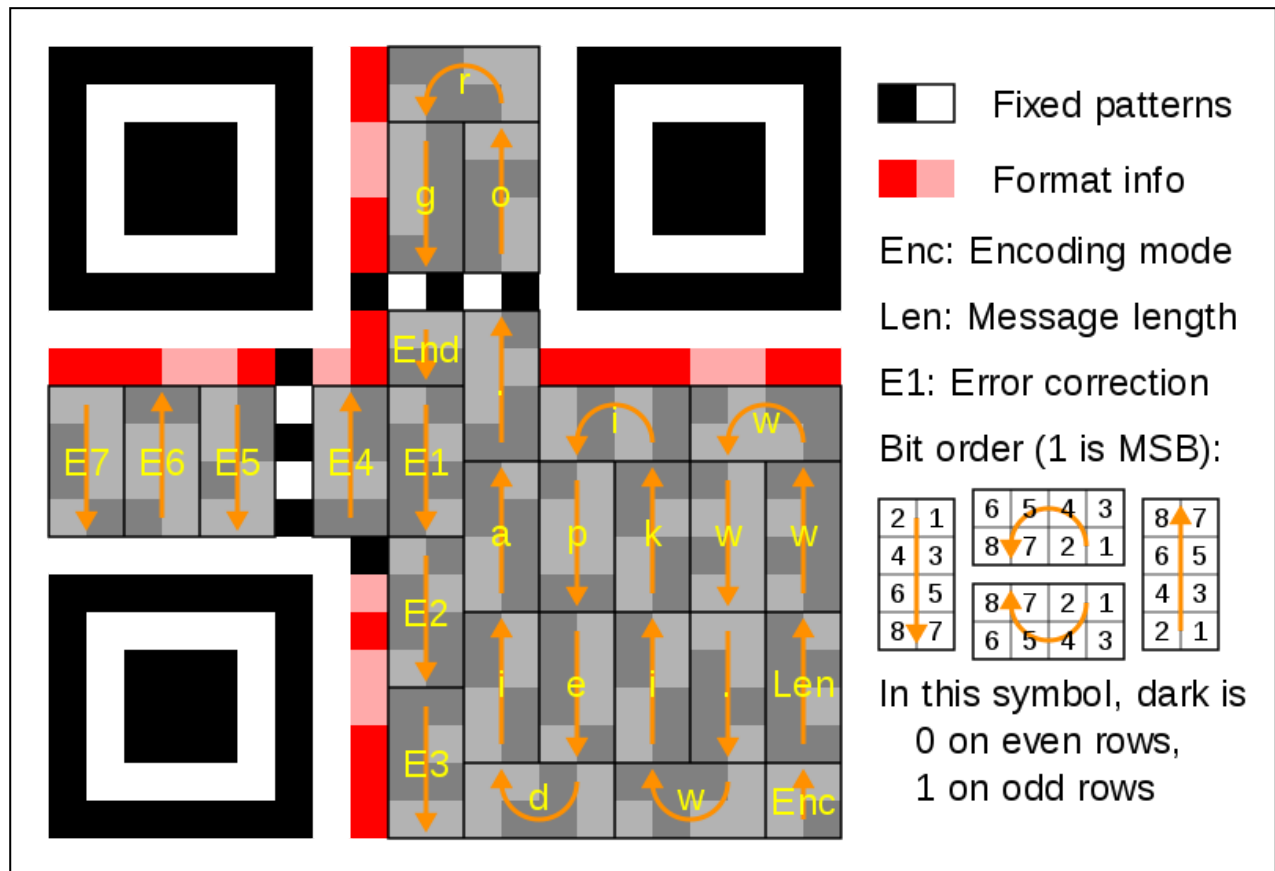 r
g o
End .
i w
E7 E6 E5 E4 E1
a p k w w
E2
i e i . Len
E3
d w Enc
Fixed patterns
Format info
Enc: Encoding mode
Len: Message length
E1: Error correction
Bit order (1 is MSB):
2 1
4 3
6 5
8 7
6 5 4 3
8 7 2 1
8 7 2 1
6 5 4 3
8 7
6 5
4 3
2 1
In this symbol, dark is
0 on even rows,
1 on odd rows